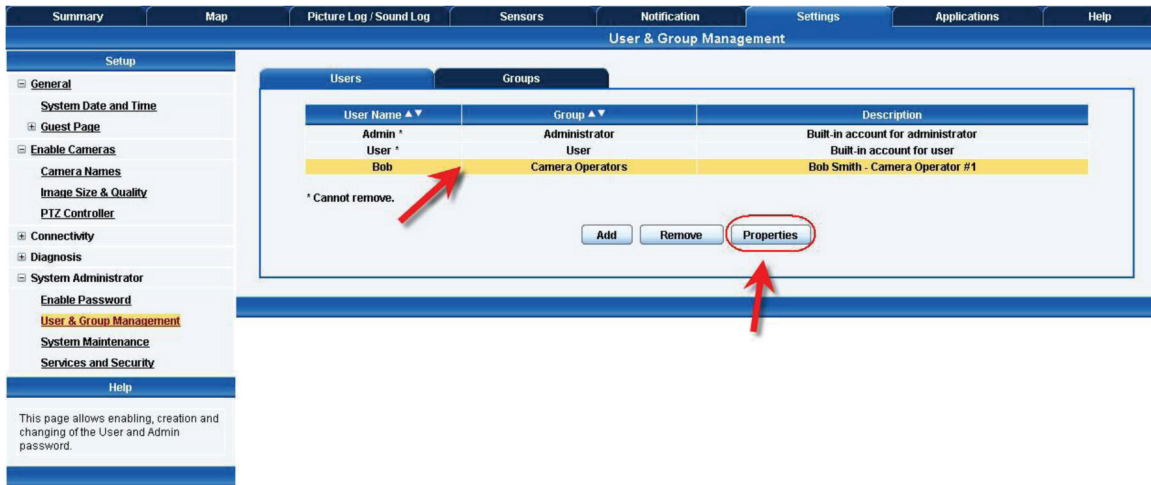 Summary Map Picture Log / Sound Log Sensors Notification Settings Applications Help
User & Group Management
Setup
General
System Date and Time
Guest Page
Enable Cameras
Camera Names
Image Size & Quality
PTZ Controller
Connectivity
Diagnosis
System Administrator
Enable Password
User & Group Management
System Maintenance
Services and Security
Help
This page allows enabling, creation and
changing of the User and Admin
password.
Users Groups
User Name ▲▼ Group ▲▼ Description
Admin * Administrator Built-in account for administrator
User * User Built-in account for user
Bob Camera Operators Bob Smith - Camera Operator #1
* Cannot remove.
Add Remove Properties